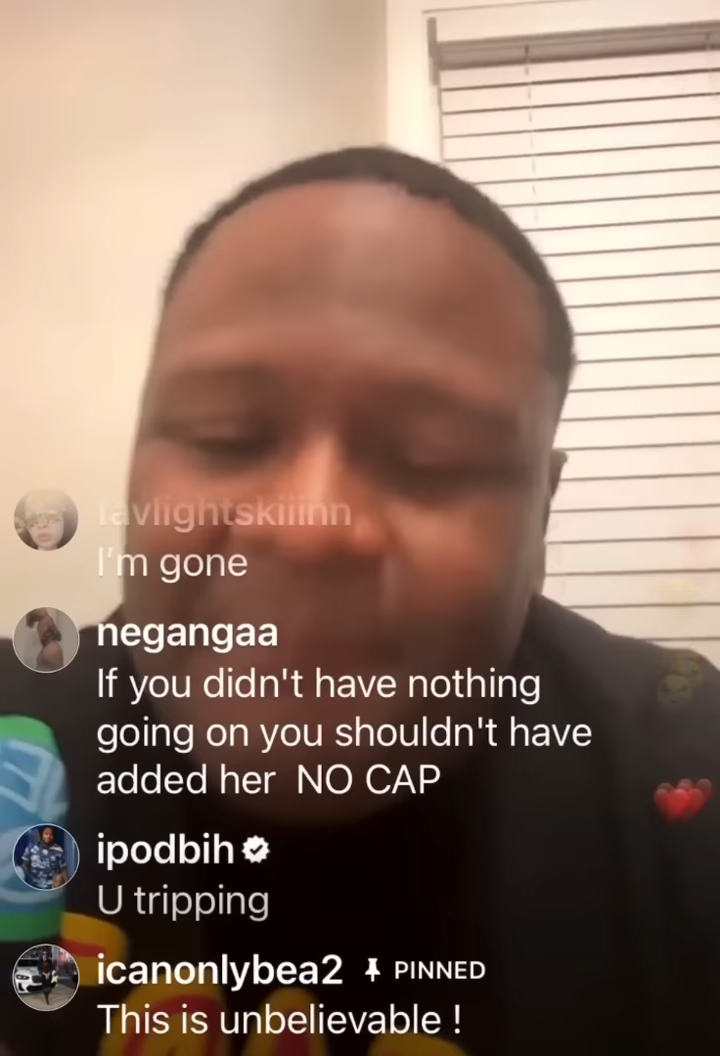 I'm gone
negangaa
If you didn't have nothing
going on you shouldn't have
added her NO CAP
ipodbih
U tripping
icanonlybea2 PINNED
This is unbelievable !